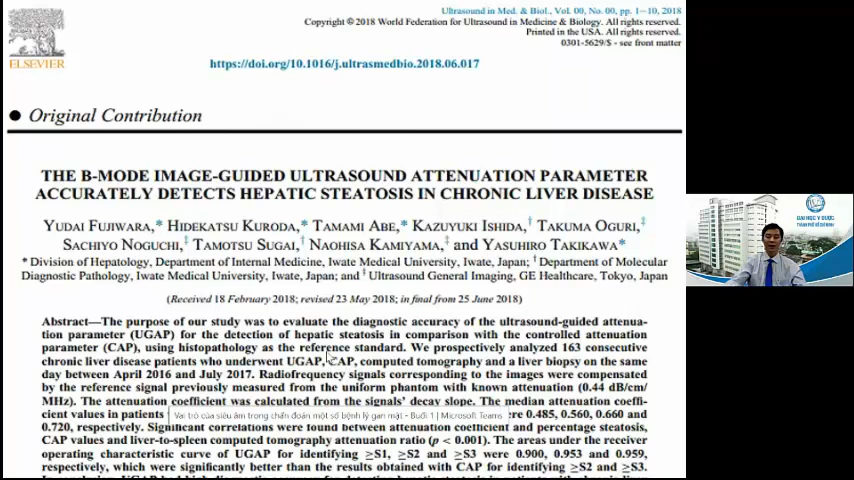 Ultrasound in Med. & Biol., Vol. 00, No. 00, pp. 1–10, 2018
Copyright © 2018 World Federation for Ultrasound in Medicine & Biology. All rights reserved.
Printed in the USA. All rights reserved.
0301-5629/$ - see front matter
ELSEVIER
https://doi.org/10.1016/j.ultrasmedbio.2018.06.017
● Original Contribution
THE B-MODE IMAGE-GUIDED ULTRASOUND ATTENUATION PARAMETER
ACCURATELY DETECTS HEPATIC STEATOSIS IN CHRONIC LIVER DISEASE
YUDAI FUJIWARA,* HIDEKATSU KURODA,* TAMAMI ABE,* KAZUYUKI ISHIDA,† TAKUMA OGURI,‡
SACHIYO NOGUCHI,‡ TAMOTSU SUGAI,† NAOHISA KAMIYAMA,‡ and YASUHIRO TAKIKAWA*
* Division of Hepatology, Department of Internal Medicine, Iwate Medical University, Iwate, Japan; † Department of Molecular
Diagnostic Pathology, Iwate Medical University, Iwate, Japan; and ‡ Ultrasound General Imaging, GE Healthcare, Tokyo, Japan
(Received 18 February 2018; revised 23 May 2018; in final from 25 June 2018)
Abstract—The purpose of our study was to evaluate the diagnostic accuracy of the ultrasound-guided attenua-
tion parameter (UGAP) for the detection of hepatic steatosis in comparison with the controlled attenuation
parameter (CAP), using histopathology as the reference standard. We prospectively analyzed 163 consecutive
chronic liver disease patients who underwent UGAP, CAP, computed tomography and a liver biopsy on the same
day between April 2016 and July 2017. Radiofrequency signals corresponding to the images were compensated
by the reference signal previously measured from the uniform phantom with known attenuation (0.44 dB/cm/
MHz). The attenuation coefficient was calculated from the signals' decay slope. The median attenuation coeffi-
cient values in patients re 0.485, 0.560, 0.660 and
Vai trò của siêu âm trong chẩn đoán một số bệnh lý gan mật - Buổi 1 | Microsoft Teams
0.720, respectively. Significant correlations were found between attenuation coefficient and percentage steatosis,
CAP values and liver-to-spleen computed tomography attenuation ratio (p < 0.001). The areas under the receiver
operating characteristic curve of UGAP for identifying ≥S1, ≥S2 and ≥S3 were 0.900, 0.953 and 0.959,
respectively, which were significantly better than the results obtained with CAP for identifying ≥S2 and ≥S3.
ĐẠI HỌC Y DƯỢC